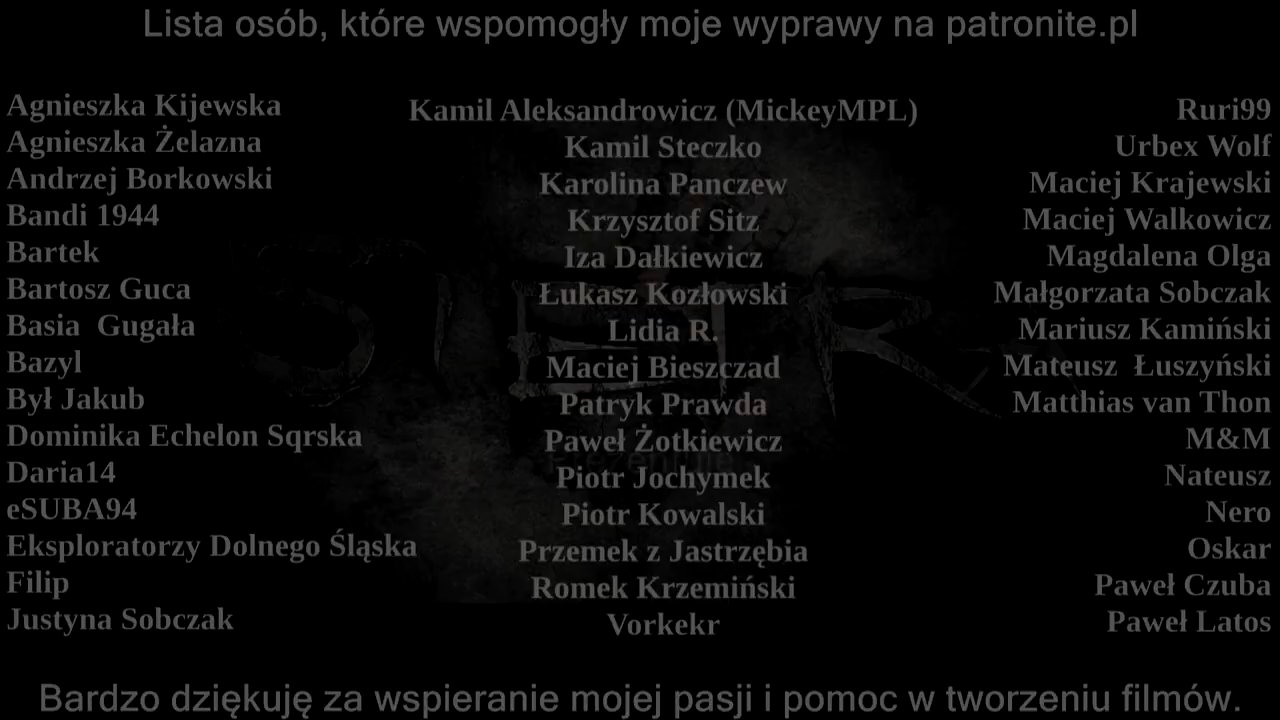 Lista osób, które wspomogły moje wyprawy na patronite.pl
Agnieszka Kijewska
Agnieszka Żelazna
Andrzej Borkowski
Bandi 1944
Bartek
Bartosz Guca
Basia  Gugała
Bazyl
Był Jakub
Dominika Echelon Sqrska
Daria14
eSUBA94
Eksploratorzy Dolnego Śląska
Filip
Justyna Sobczak
Kamil Aleksandrowicz (MickeyMPL)
Kamil Steczko
Karolina Panczew
Krzysztof Sitz
Iza Dałkiewicz
Łukasz Kozłowski
Lidia R.
Maciej Bieszczad
Patryk Prawda
Paweł Żotkiewicz
Piotr Jochymek
Piotr Kowalski
Przemek z Jastrzębia
Romek Krzemiński
Vorkekr
Ruri99
Urbex Wolf
Maciej Krajewski
Maciej Walkowicz
Magdalena Olga
Małgorzata Sobczak
Mariusz Kamiński
Mateusz  Łuszyński
Matthias van Thon
M&M
Nateusz
Nero
Oskar
Paweł Czuba
Paweł Latos
Bardzo dziękuję za wspieranie mojej pasji i pomoc w tworzeniu filmów.